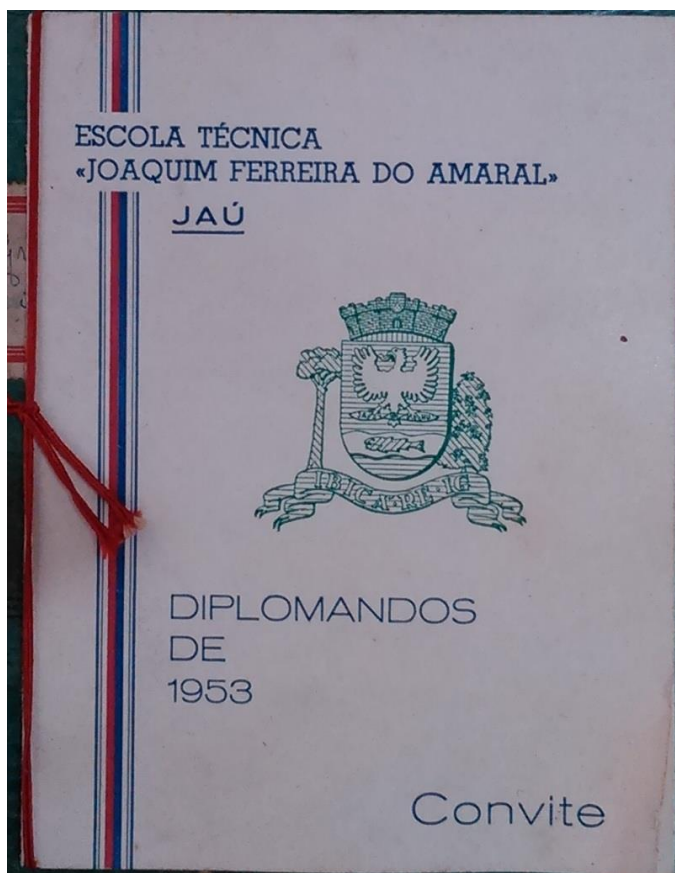 ESCOLA TÉCNICA
«JOAQUIM FERREIRA DO AMARAL»
JAÚ
DIPLOMANDOS
DE
1953
Convite